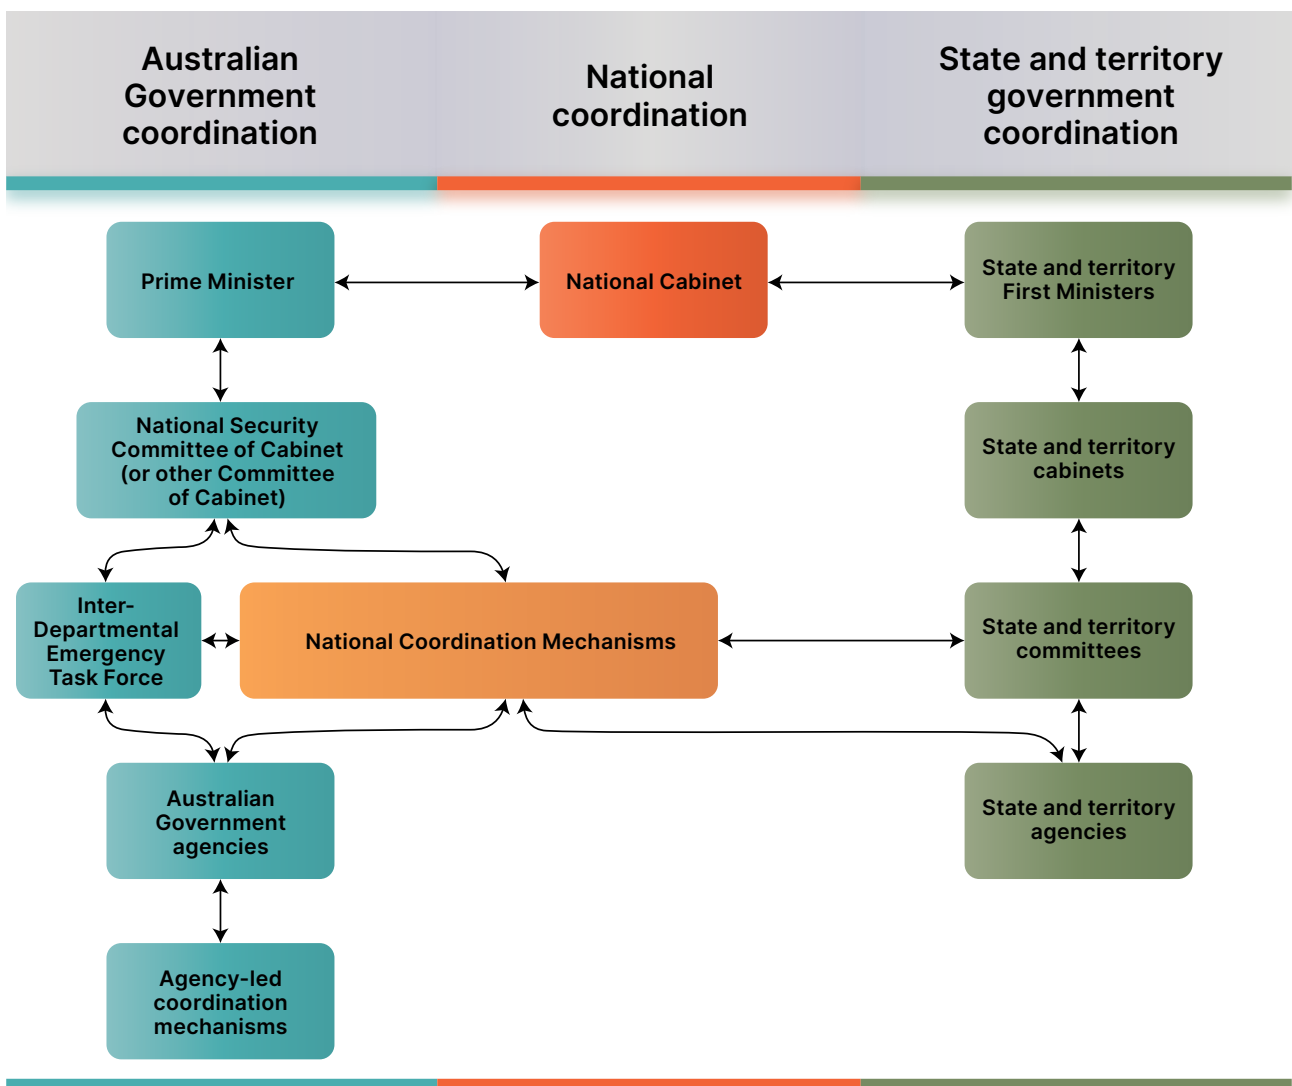 Australian
Government
coordination
National
coordination
State and territory
government
coordination
Prime Minister
National Cabinet
State and territory
First Ministers
National Security
Committee of Cabinet
(or other Committee
of Cabinet)
State and territory
cabinets
Inter-
Departmental
Emergency
Task Force
National Coordination Mechanisms
State and territory
committees
Australian
Government
agencies
State and territory
agencies
Agency-led
coordination
mechanisms